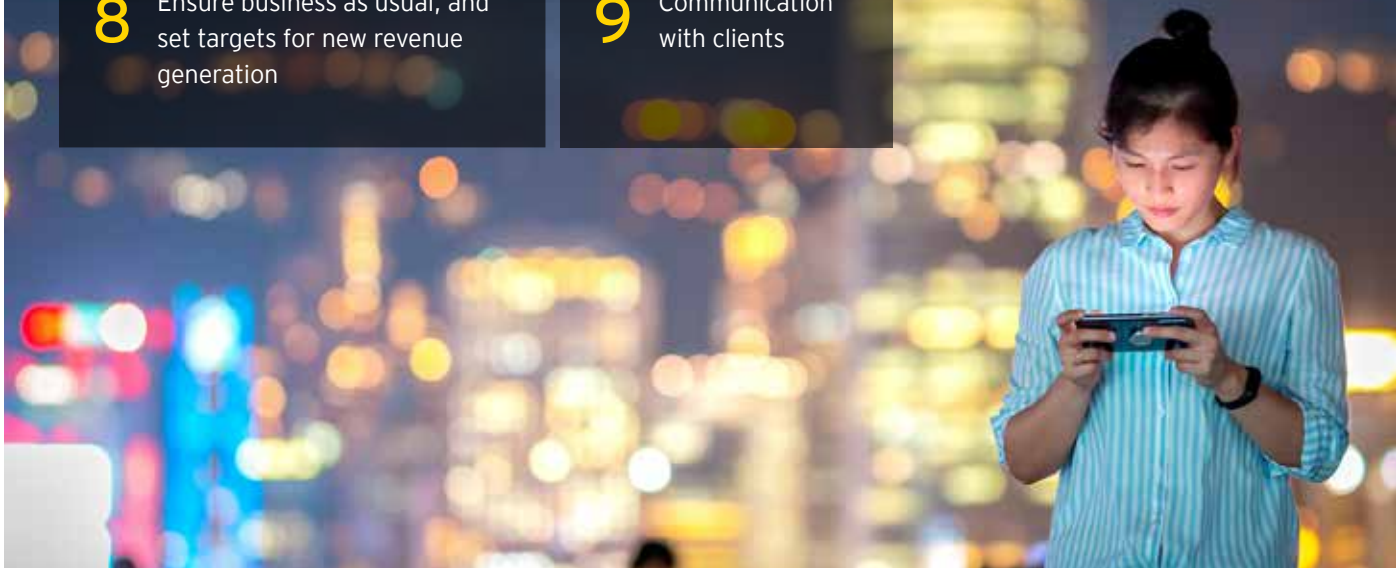 8
Ensure business as usual, and
set targets for new revenue
generation
9
Communication
with clients